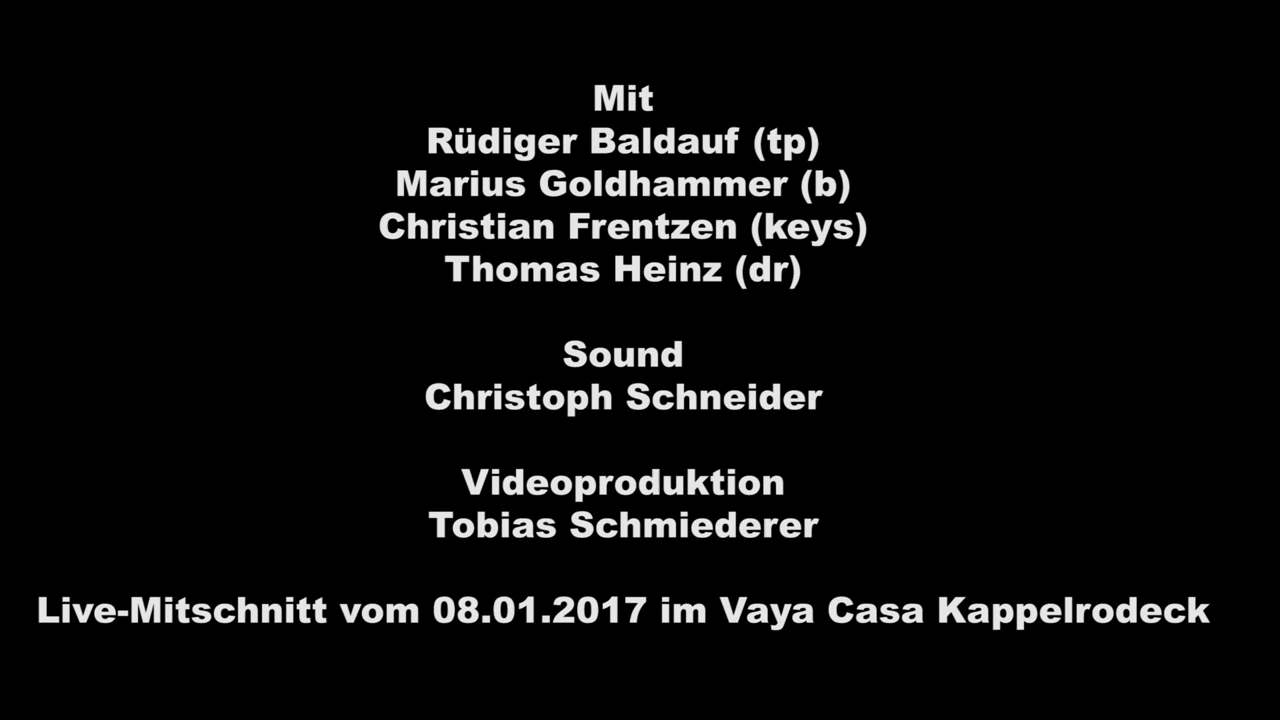 Mit
Rüdiger Baldauf (tp)
Marius Goldhammer (b)
Christian Frentzen (keys)
Thomas Heinz (dr)
Sound
Christoph Schneider
Videoproduktion
Tobias Schmiederer
Live-Mitschnitt vom 08.01.2017 im Vaya Casa Kappelrodeck